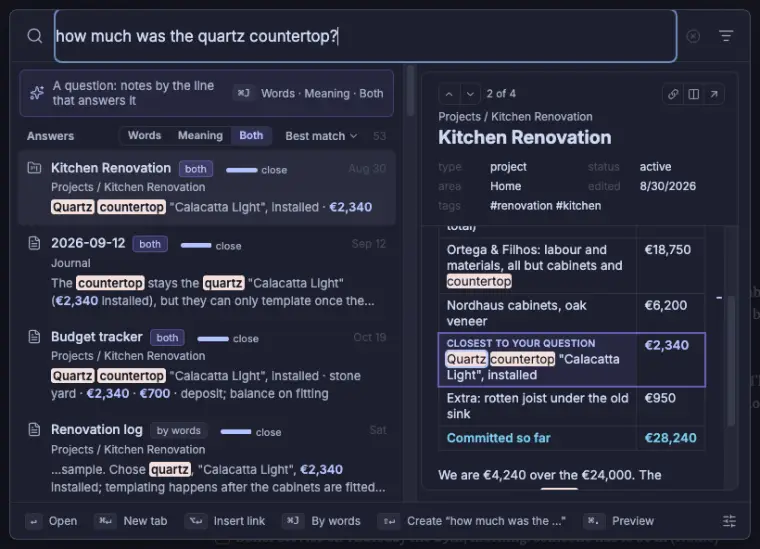 how much was the quartz countertop?
A question: notes by the line
that answers it
⌘J Words · Meaning · Both
Answers Words Meaning Both Best match 53
Kitchen Renovation both close Aug 30
Projects / Kitchen Renovation
Quartz countertop "Calacatta Light", installed · €2,340
2026-09-12 both close Sep 12
Journal
The countertop stays the quartz "Calacatta Light"
(€2,340 installed), but they can only template once the…
Budget tracker both close Oct 19
Projects / Kitchen Renovation
Quartz countertop "Calacatta Light", installed · stone
yard · €2,340 · €700 · deposit; balance on fitting
Renovation log by words close Sat
Projects / Kitchen Renovation
...sample. Chose quartz, "Calacatta Light", €2,340
installed; templating happens after the cabinets are fitted…
2 of 4
Projects / Kitchen Renovation
Kitchen Renovation
type project status active
area Home edited 8/30/2026
tags #renovation #kitchen
total)
Ortega & Filhos: labour and
materials, all but cabinets and
countertop
€18,750
Nordhaus cabinets, oak
veneer
€6,200
CLOSEST TO YOUR QUESTION
Quartz countertop "Calacatta
Light", installed
€2,340
Extra: rotten joist under the old
sink
€950
Committed so far €28,240
We are €4,240 over the €24,000. The
↵ Open ⌘↵ New tab ⌥↵ Insert link ⌘J By words ⇧↵ Create "how much was the ..." ⌘. Preview